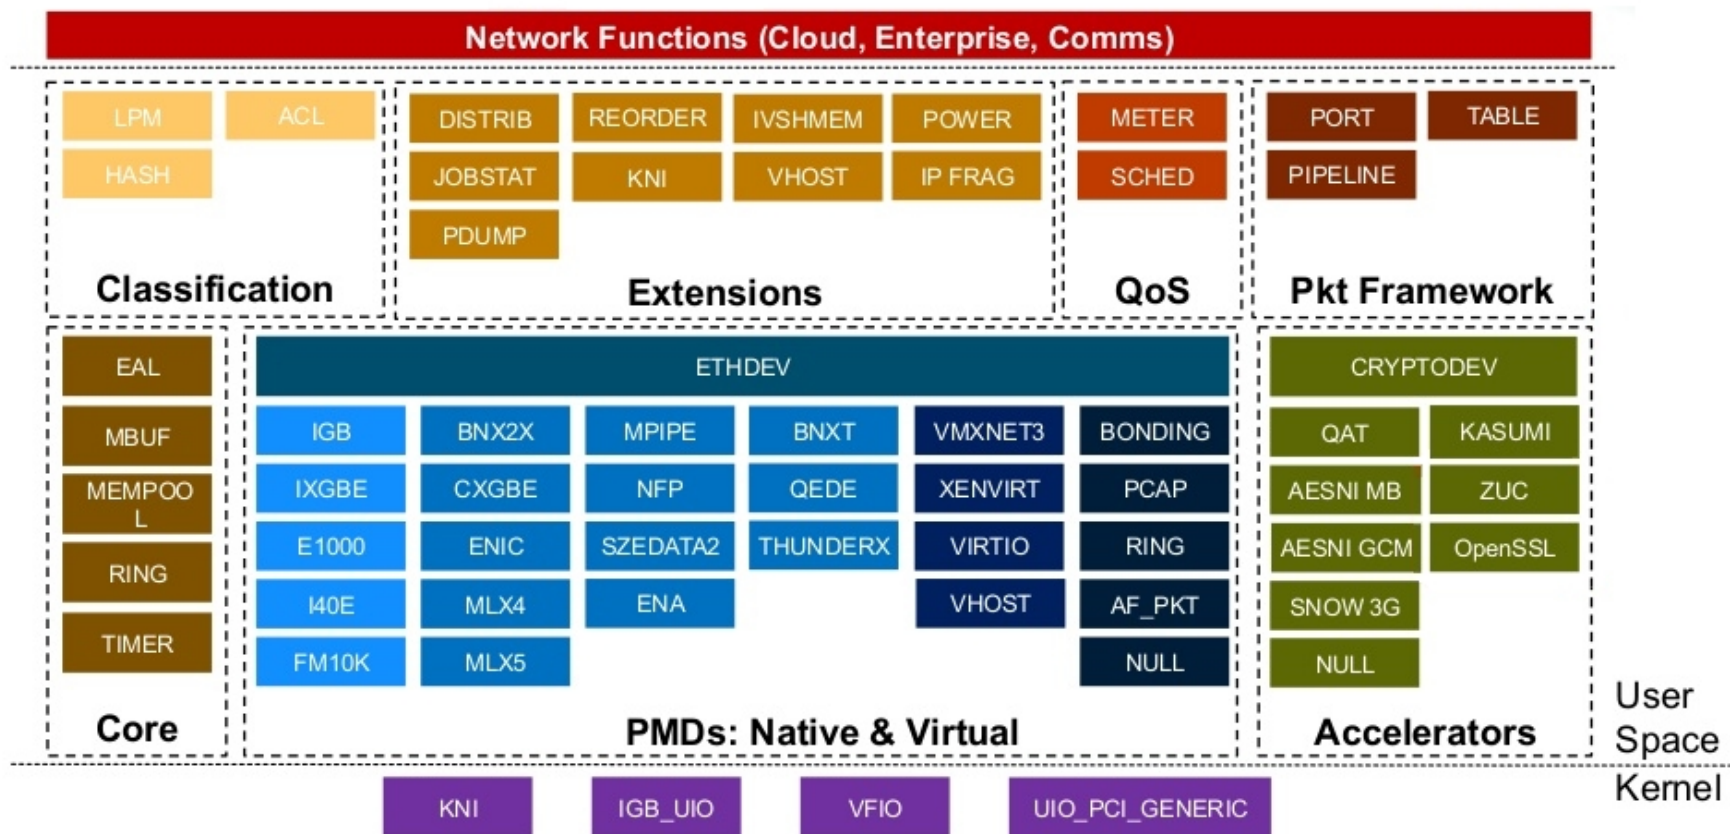 Network Functions (Cloud, Enterprise, Comms)
LPM
ACL
HASH
Classification
DISTRIB
REORDER
IVSHMEM
POWER
JOBSTAT
KNI
VHOST
IP FRAG
PDUMP
Extensions
METER
SCHED
QoS
PORT
TABLE
PIPELINE
Pkt Framework
EAL
MBUF
MEMPOO
L
RING
TIMER
Core
ETHDEV
IGB
BNX2X
MPIPE
BNXT
VMXNET3
BONDING
IXGBE
CXGBE
NFP
QEDE
XENVIRT
PCAP
E1000
ENIC
SZEDATA2
THUNDERX
VIRTIO
RING
I40E
MLX4
ENA
VHOST
AF_PKT
FM10K
MLX5
NULL
PMDs: Native & Virtual
CRYPTODEV
QAT
KASUMI
AESNI MB
ZUC
AESNI GCM
OpenSSL
SNOW 3G
NULL
Accelerators
User
Space
Kernel
KNI
IGB_UIO
VFIO
UIO_PCI_GENERIC